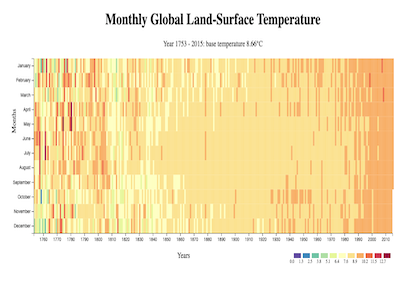 Monthly Global Land-Surface Temperature
Year 1753 - 2015: base temperature 8.66°C
Months
January
February
March
April
May
June
July
August
September
October
November
December
1760 1770 1780 1790 1800 1810 1820 1830 1840 1850 1860 1870 1880 1890 1900 1910 1920 1930 1940 1950 1960 1970 1980 1990 2000 2010
Years